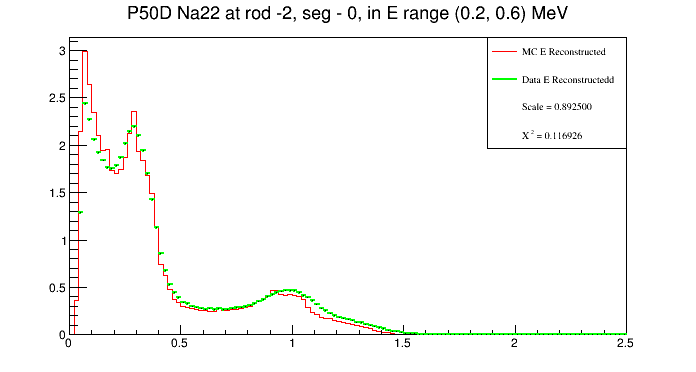 P50D Na22 at rod -2, seg - 0, in E range (0.2, 0.6) MeV
MC E Reconstructed
Data E Reconstructedd
Scale = 0.892500
X² = 0.116926
3
2.5
2
1.5
1
0.5
0
0 0.5 1 1.5 2 2.5